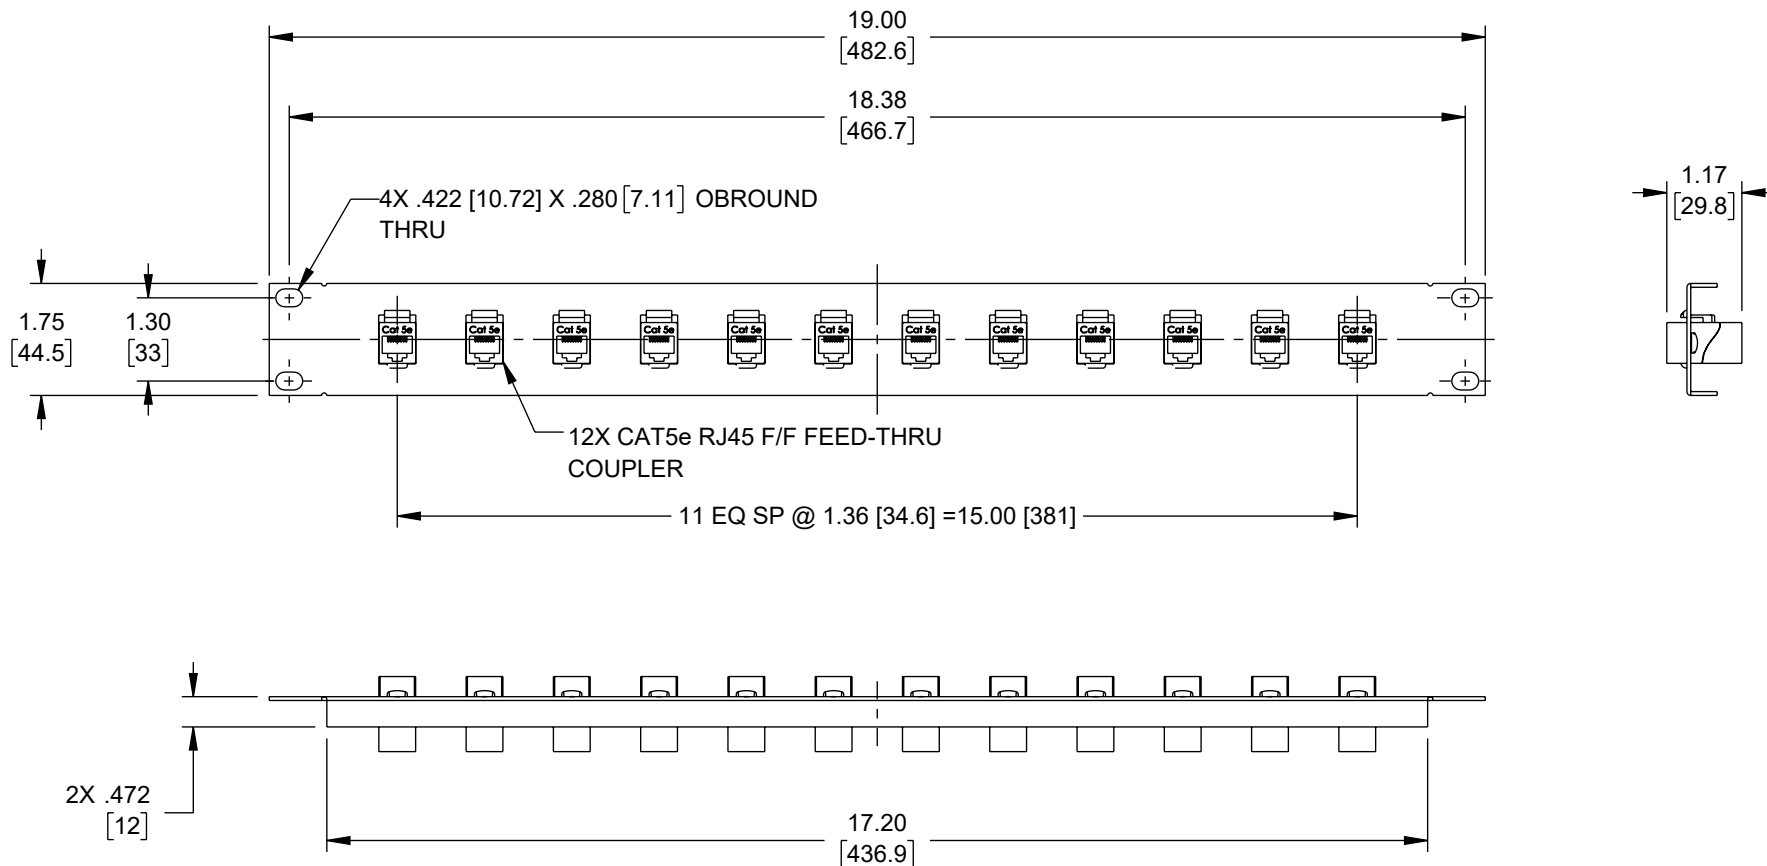 19.00
[482.6]
18.38
[466.7]
4X .422 [10.72] X .280 [7.11] OBROUND
THRU
1.17
[29.8]
1.75
[44.5]
1.30
[33]
Cat 5e Cat 5e Cat 5e Cat 5e Cat 5e Cat 5e Cat 5e Cat 5e Cat 5e Cat 5e Cat 5e Cat 5e
12X CAT5e RJ45 F/F FEED-THRU
COUPLER
11 EQ SP @ 1.36 [34.6] =15.00 [381]
2X .472
[12]
17.20
[436.9]